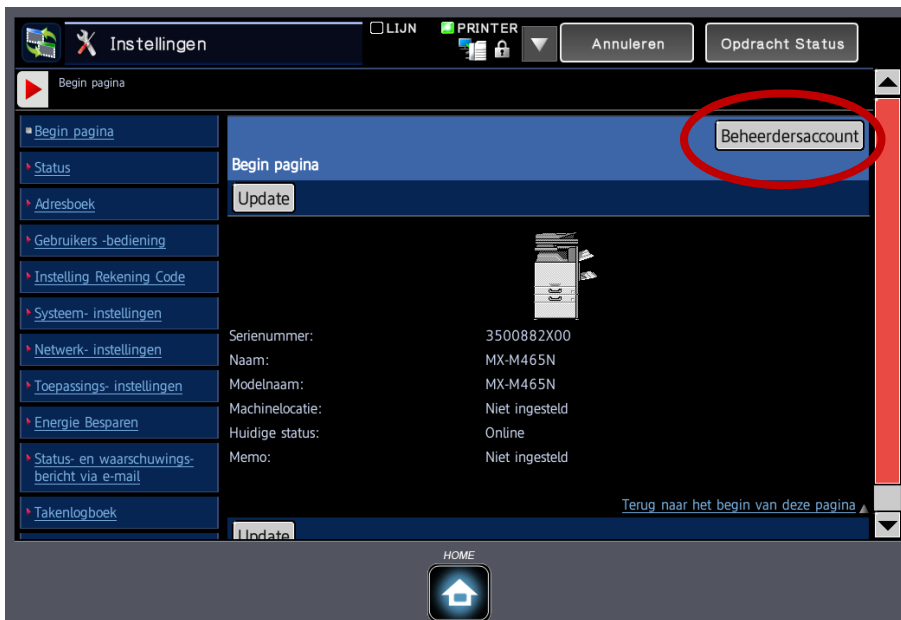 Instellingen
LIJN
PRINTER
Annuleren
Opdracht Status
Begin pagina
Begin pagina
Status
Adresboek
Gebruikers -bediening
Instelling Rekening Code
Systeem- instellingen
Netwerk- instellingen
Toepassings- instellingen
Energie Besparen
Status- en waarschuwings-
bericht via e-mail
Takenlogboek
Beheerdersaccount
Begin pagina
Update
Serienummer: 3500882X00
Naam: MX-M465N
Modelnaam: MX-M465N
Machinelocatie: Niet ingesteld
Huidige status: Online
Memo: Niet ingesteld
Terug naar het begin van deze pagina
Update
HOME